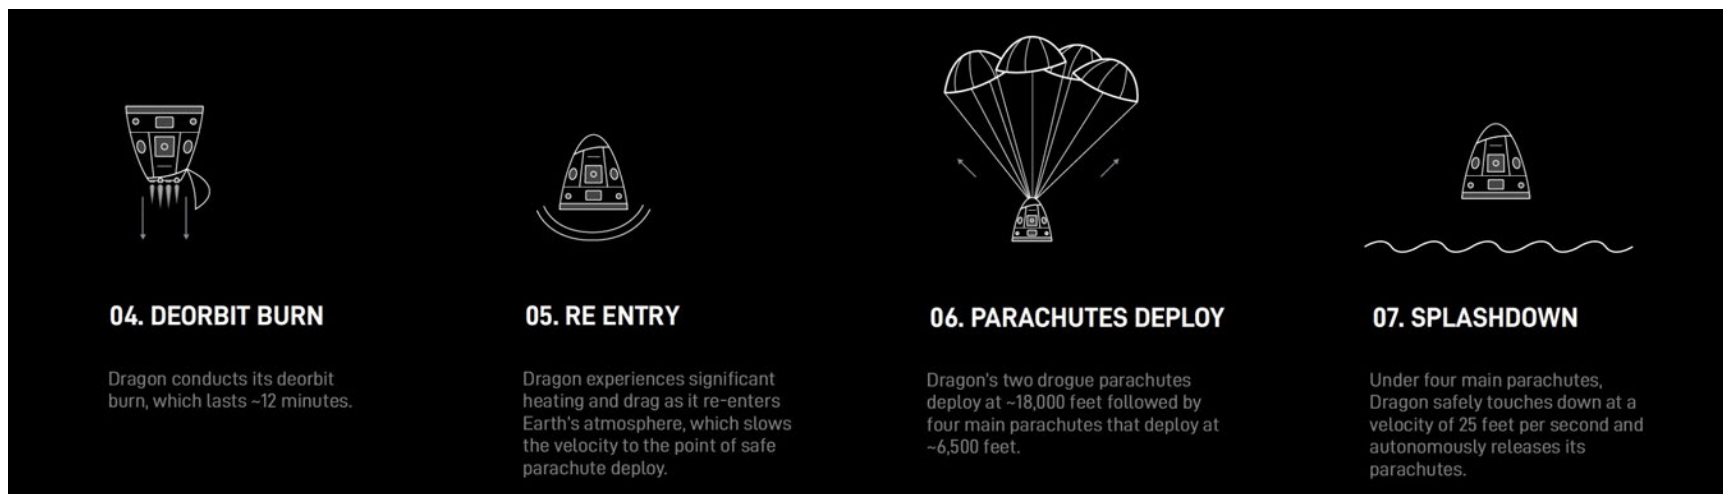 04. DEORBIT BURN
Dragon conducts its deorbit
burn, which lasts ~12 minutes.
05. RE ENTRY
Dragon experiences significant
heating and drag as it re-enters
Earth's atmosphere, which slows
the velocity to the point of safe
parachute deploy.
06. PARACHUTES DEPLOY
Dragon's two drogue parachutes
deploy at ~18,000 feet followed by
four main parachutes that deploy at
~6,500 feet.
07. SPLASHDOWN
Under four main parachutes,
Dragon safely touches down at a
velocity of 25 feet per second and
autonomously releases its
parachutes.